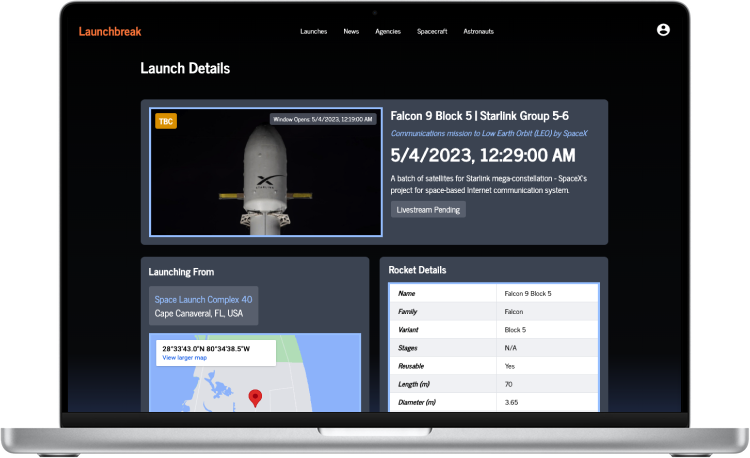 Launchbreak
Launches News Agencies Spacecraft Astronauts
Launch Details
TBC
Window Opens: 5/4/2023, 12:19:00 AM
Falcon 9 Block 5 | Starlink Group 5-6
Communications mission to Low Earth Orbit (LEO) by SpaceX
5/4/2023, 12:29:00 AM
A batch of satellites for Starlink mega-constellation - SpaceX's
project for space-based Internet communication system.
Livestream Pending
Launching From
Space Launch Complex 40
Cape Canaveral, FL, USA
28°33'43.0"N 80°34'38.5"W
View larger map
Rocket Details
Name Falcon 9 Block 5
Family Falcon
Variant Block 5
Stages N/A
Reusable Yes
Length (m) 70
Diameter (m) 3.65